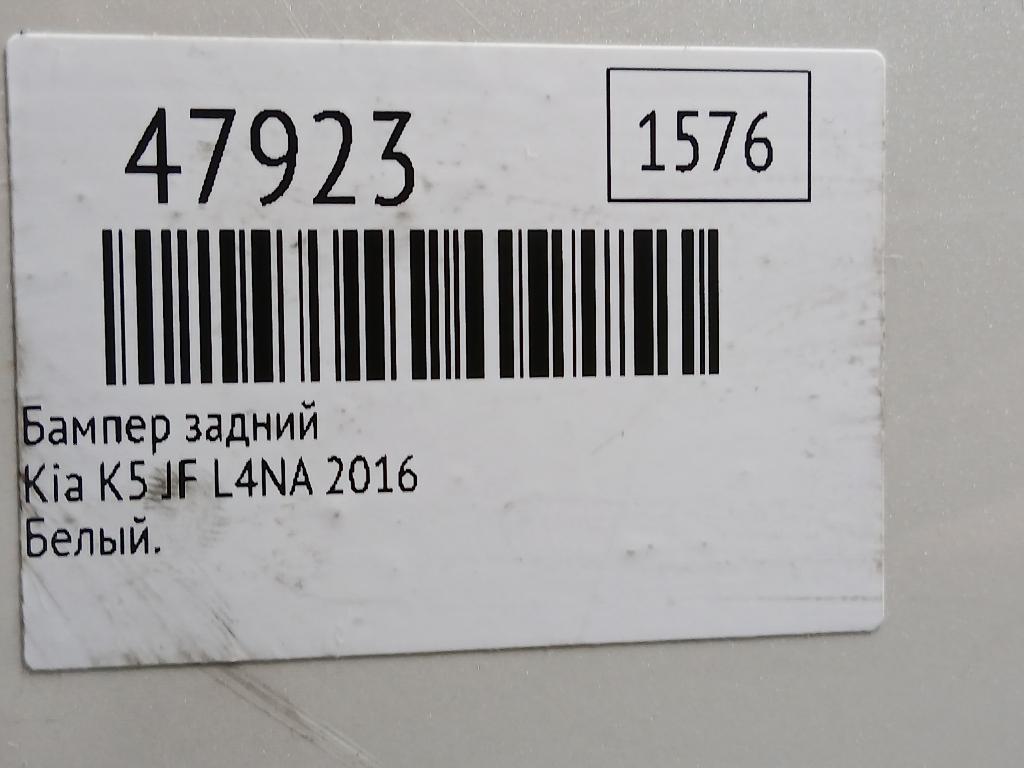 47923
1576
Бампер задний
Kia K5 JF L4NA 2016
Белый.